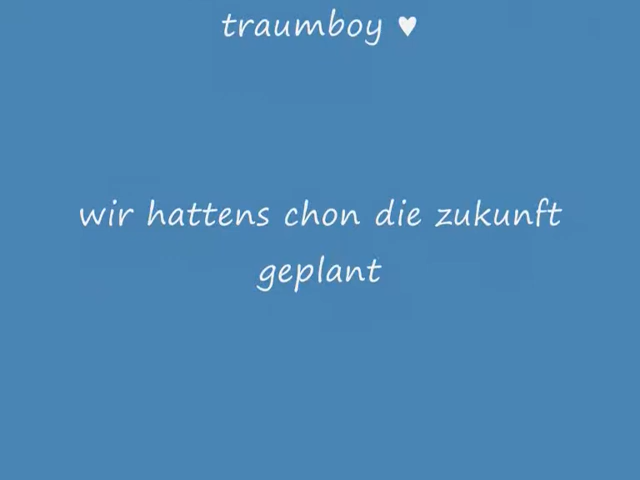 traumboy ♥
wir hattens chon die zukunft
geplant